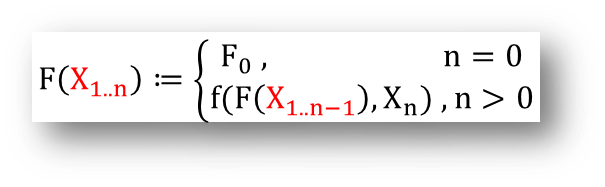 F(X₁..ₙ) ≔ { F₀ , n = 0
f(F(X₁..ₙ₋₁), Xₙ) , n > 0